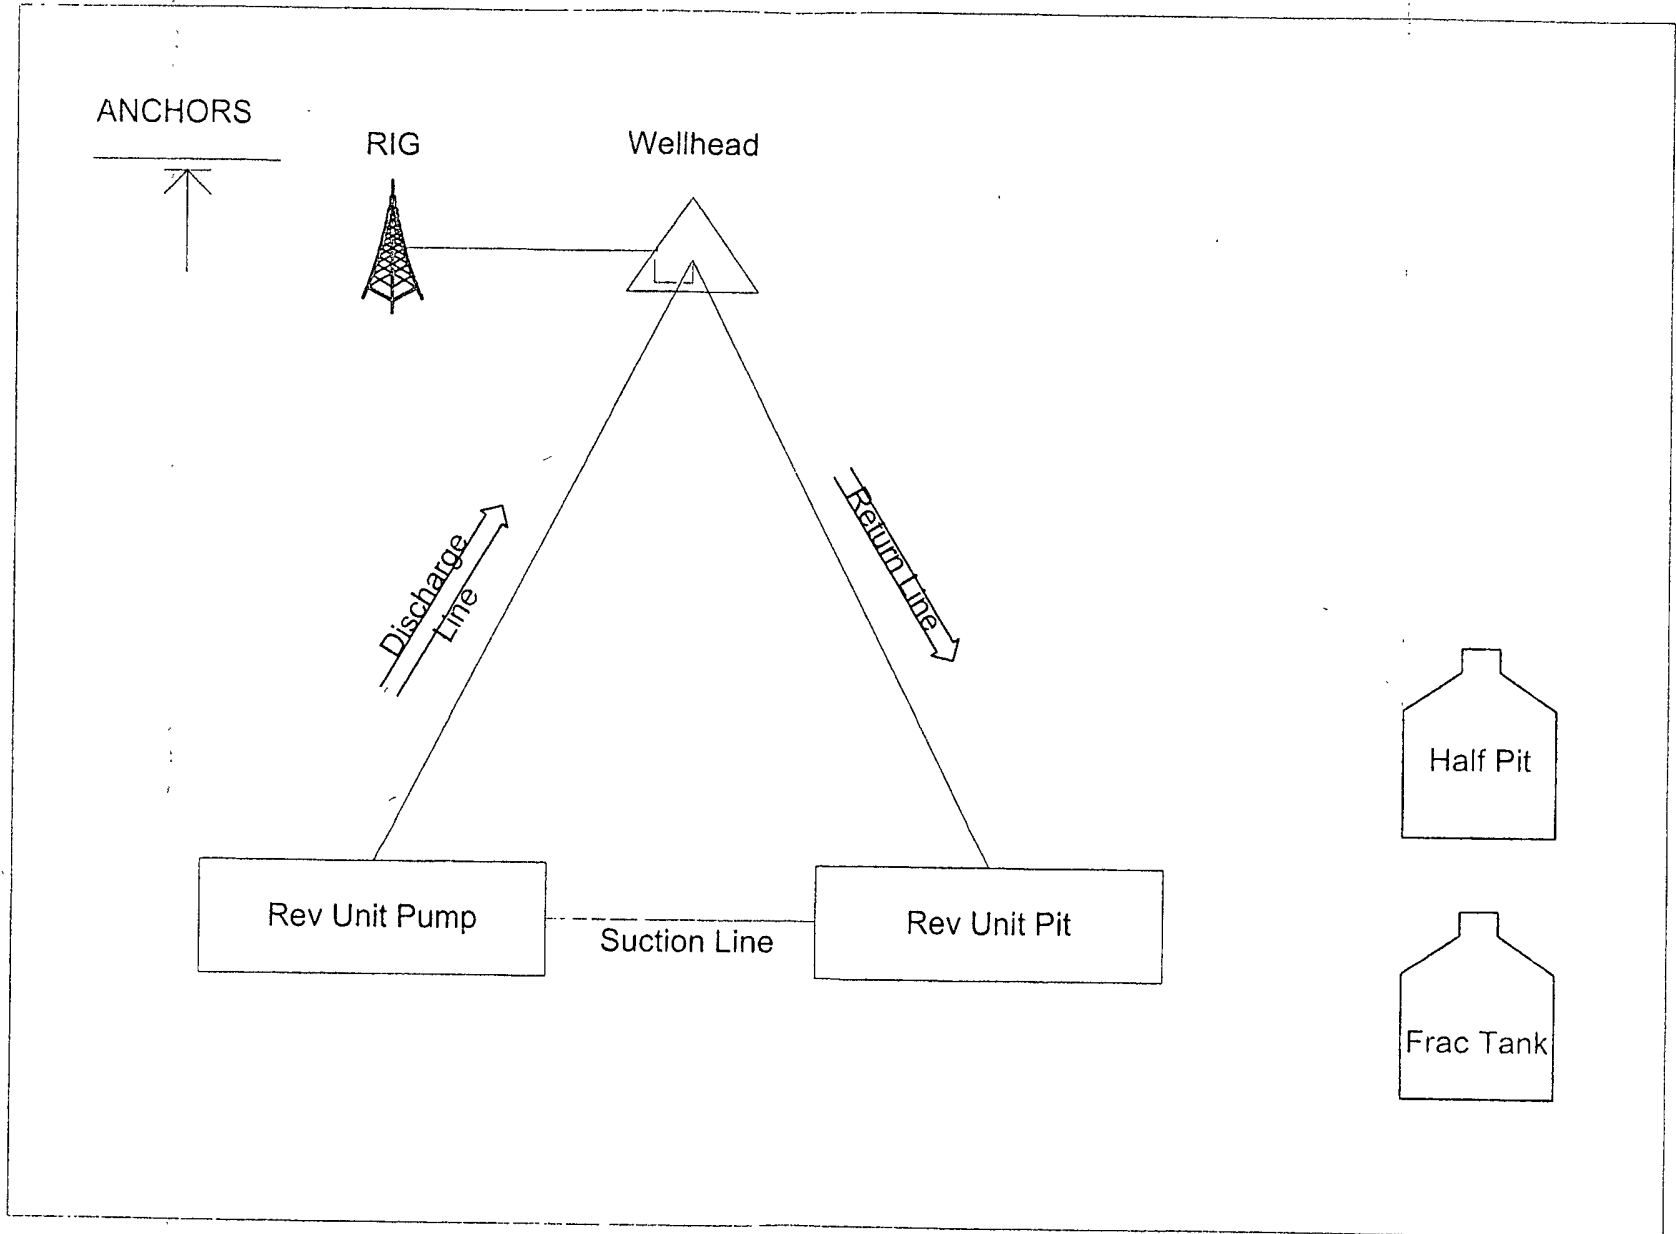 ANCHORS
RIG
Wellhead
Discharge
Line
Return Line
Half Pit
Rev Unit Pump
Suction Line
Rev Unit Pit
Frac Tank